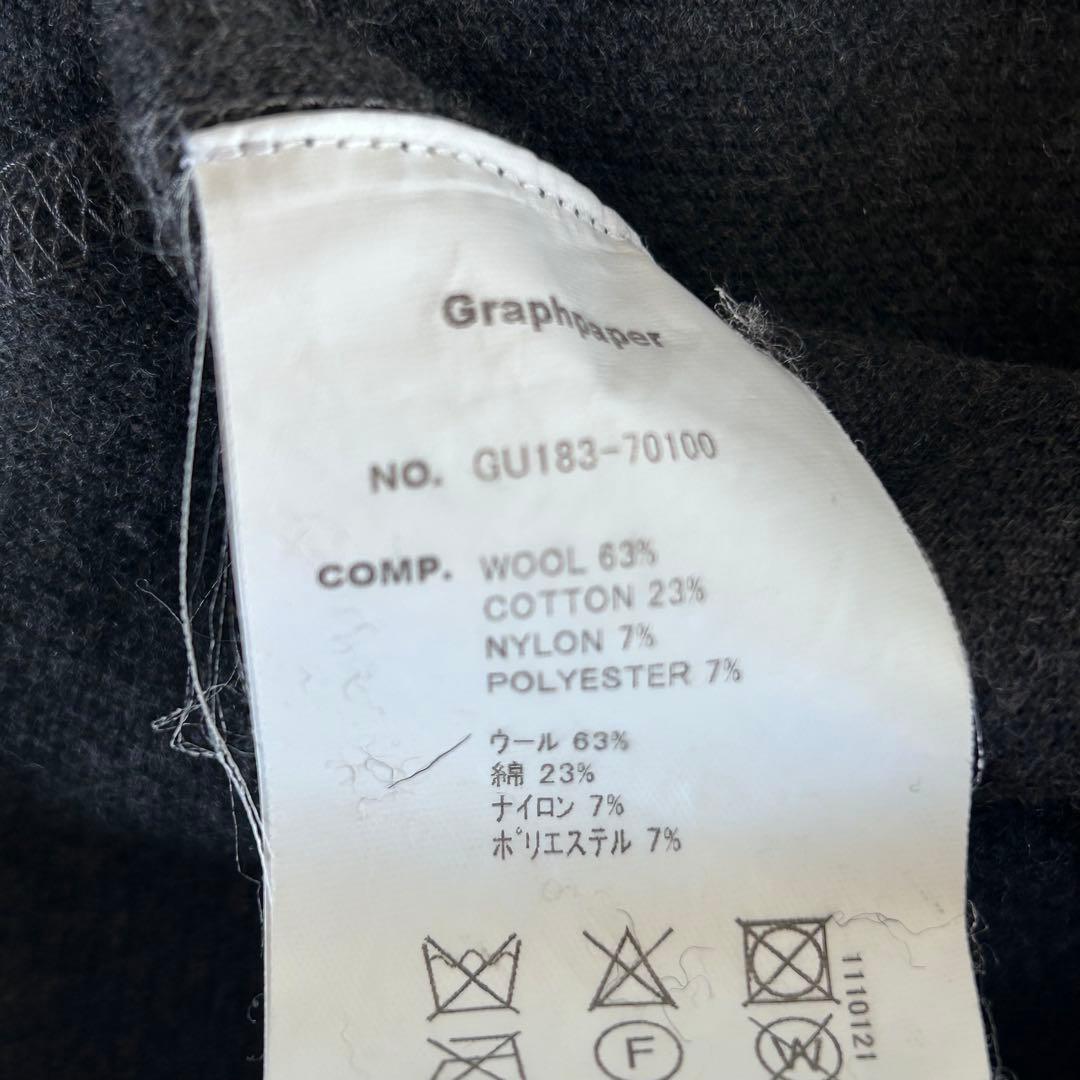 Graphpaper
NO. GU183-70100
COMP. WOOL 63%
COTTON 23%
NYLON 7%
POLYESTER 7%
ウール 63%
綿 23%
ナイロン 7%
ポリエステル 7%
1110121
F
W